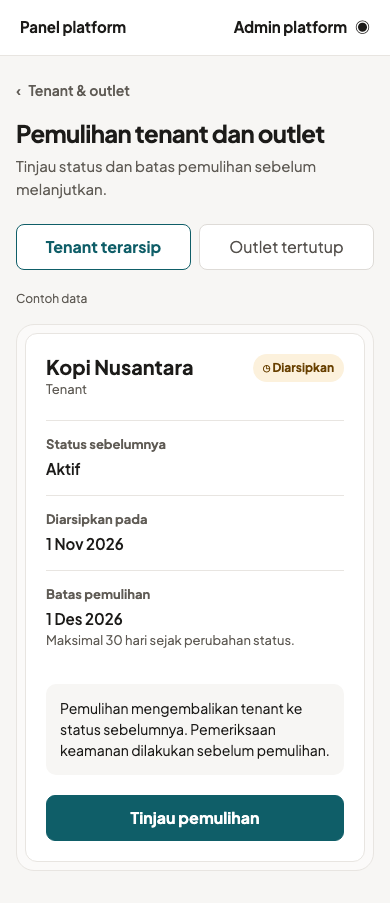 Panel platform
Admin platform
‹ Tenant & outlet
Pemulihan tenant dan outlet
Tinjau status dan batas pemulihan sebelum
melanjutkan.
Tenant terarsip
Outlet tertutup
Contoh data
Kopi Nusantara
Diarsipkan
Tenant
Status sebelumnya
Aktif
Diarsipkan pada
1 Nov 2026
Batas pemulihan
1 Des 2026
Maksimal 30 hari sejak perubahan status.
Pemulihan mengembalikan tenant ke
status sebelumnya. Pemeriksaan
keamanan dilakukan sebelum pemulihan.
Tinjau pemulihan